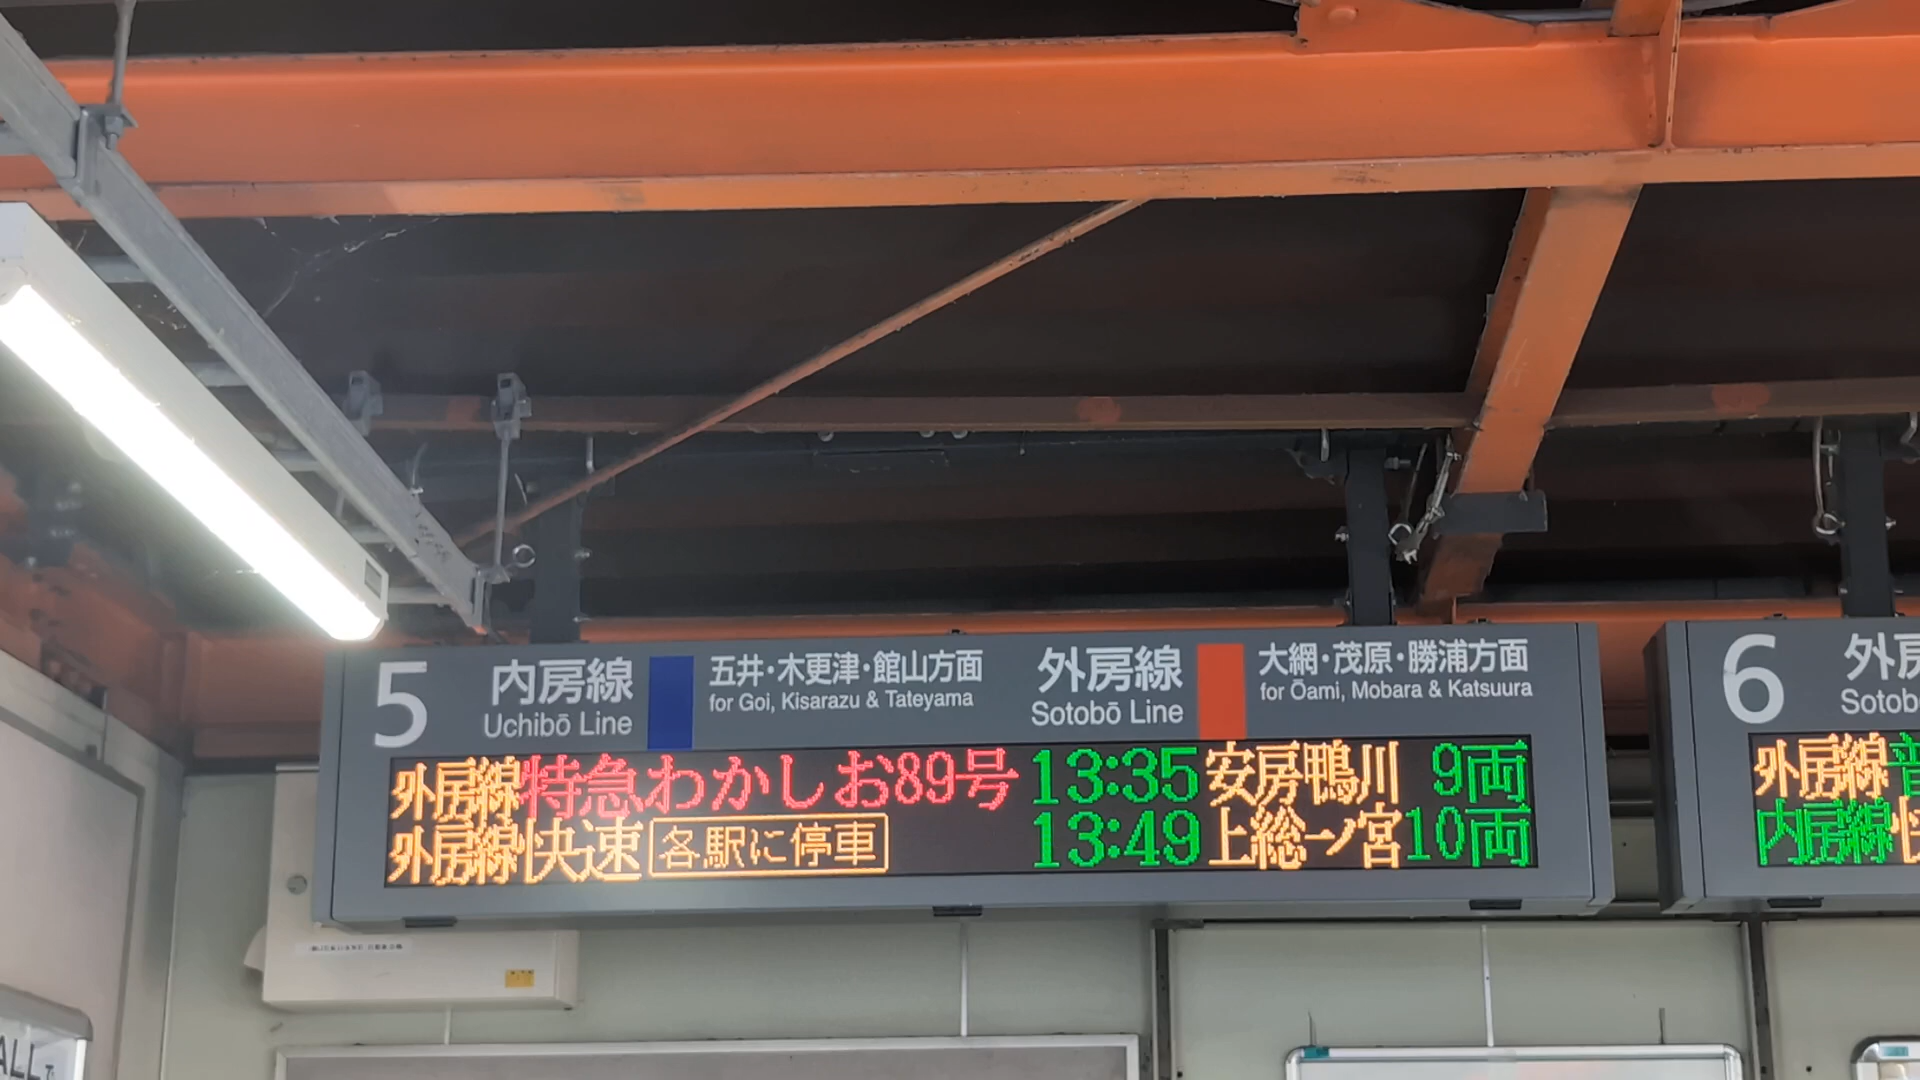 5 内房線 五井・木更津・館山方面 外房線 大網・茂原・勝浦方面
Uchibō Line for Goi, Kisarazu & Tateyama Sotobō Line for Ōami, Mobara & Katsuura
外房線特急わかしお89号 13:35 安房鴨川 9両
外房線快速 各駅に停車 13:49 上総一ノ宮 10両
6 外房
Sotob
外房線普
内房線快
ALL